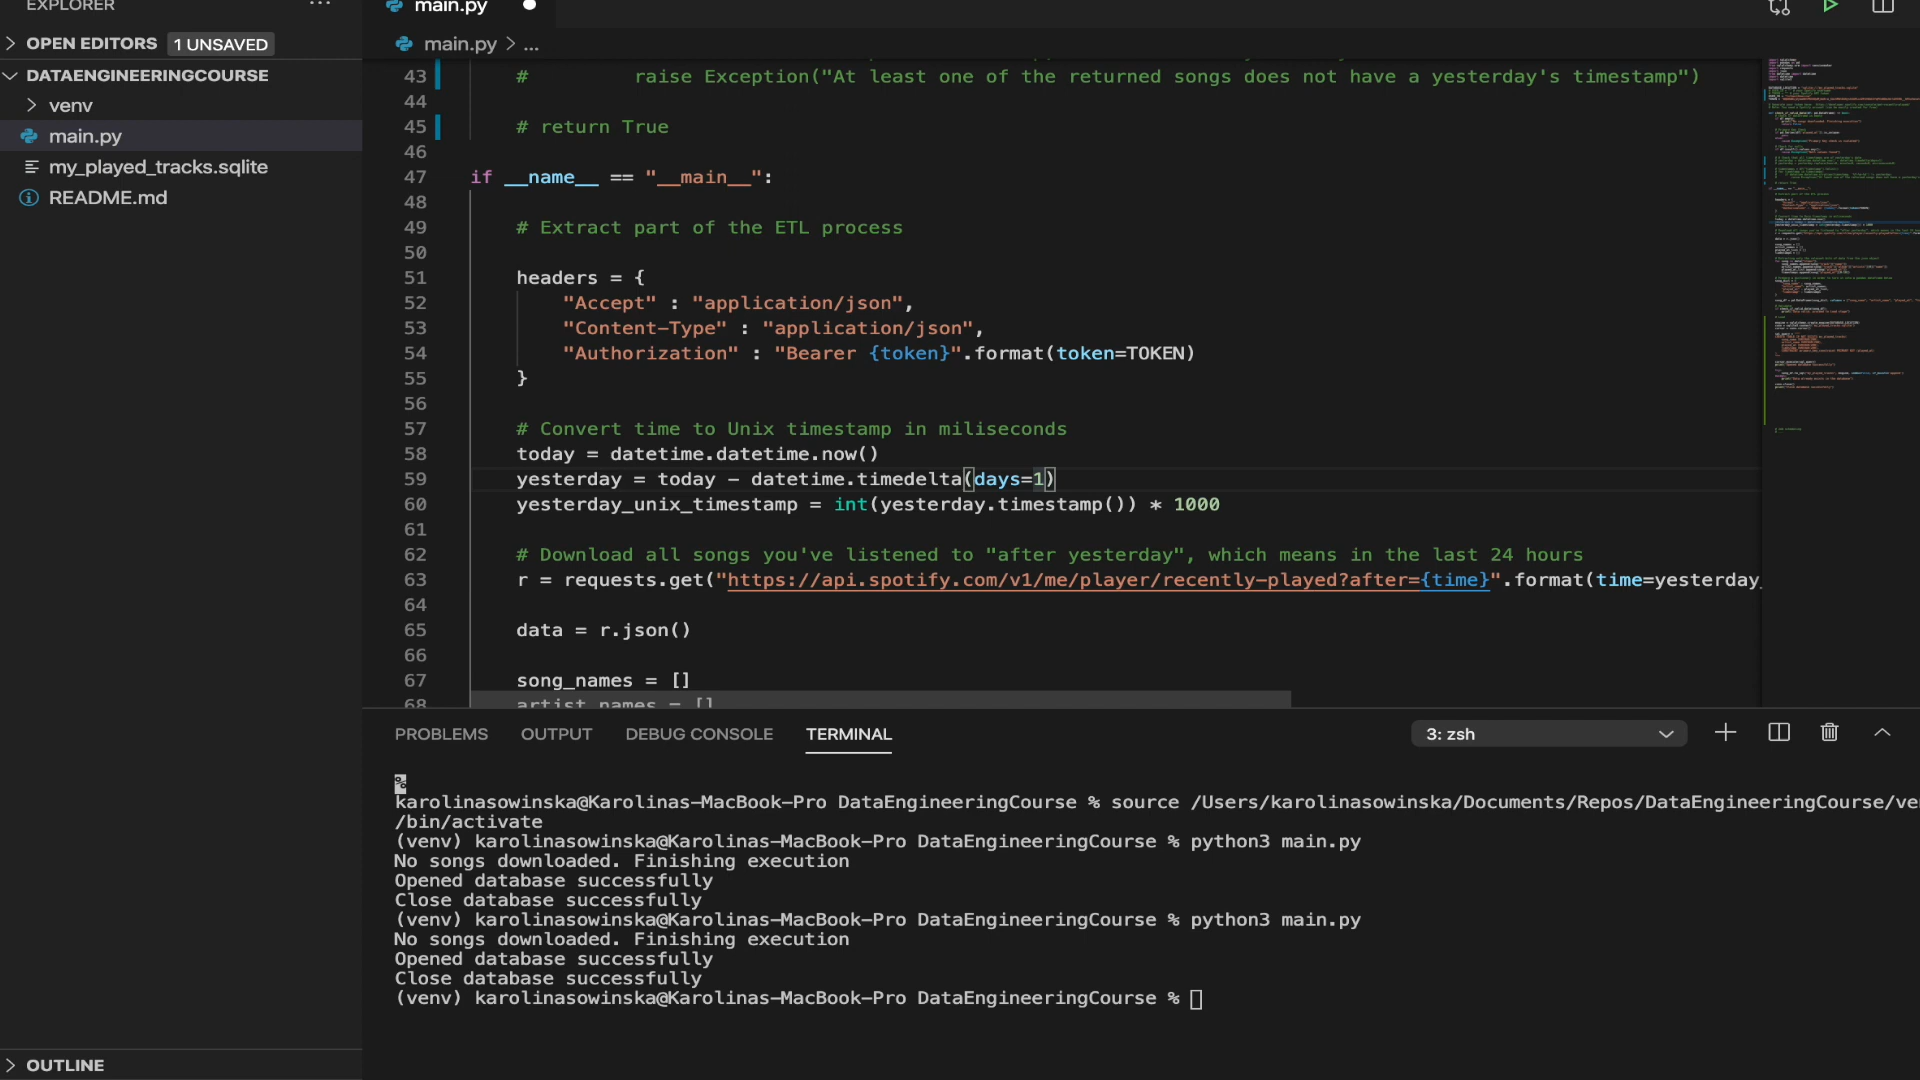 EXPLORER
···
main.py
OPEN EDITORS 1 UNSAVED
main.py > ...
DATAENGINEERINGCOURSE
venv
main.py
my_played_tracks.sqlite
README.md
43 #         raise Exception("At least one of the returned songs does not have a yesterday's timestamp")
44
45 # return True
46
47 if __name__ == "__main__":
48
49 # Extract part of the ETL process
50
51 headers = {
52 "Accept" : "application/json",
53 "Content-Type" : "application/json",
54 "Authorization" : "Bearer {token}".format(token=TOKEN)
55 }
56
57 # Convert time to Unix timestamp in miliseconds
58 today = datetime.datetime.now()
59 yesterday = today - datetime.timedelta(days=1)
60 yesterday_unix_timestamp = int(yesterday.timestamp()) * 1000
61
62 # Download all songs you've listened to "after yesterday", which means in the last 24 hours
63 r = requests.get("https://api.spotify.com/v1/me/player/recently-played?after={time}".format(time=yesterday_
64
65 data = r.json()
66
67 song_names = []
68 artist_names = []
PROBLEMS OUTPUT DEBUG CONSOLE TERMINAL 3: zsh
%
karolinasowinska@Karolinas-MacBook-Pro DataEngineeringCourse % source /Users/karolinasowinska/Documents/Repos/DataEngineeringCourse/ve
/bin/activate
(venv) karolinasowinska@Karolinas-MacBook-Pro DataEngineeringCourse % python3 main.py
No songs downloaded. Finishing execution
Opened database successfully
Close database successfully
(venv) karolinasowinska@Karolinas-MacBook-Pro DataEngineeringCourse % python3 main.py
No songs downloaded. Finishing execution
Opened database successfully
Close database successfully
(venv) karolinasowinska@Karolinas-MacBook-Pro DataEngineeringCourse %
OUTLINE